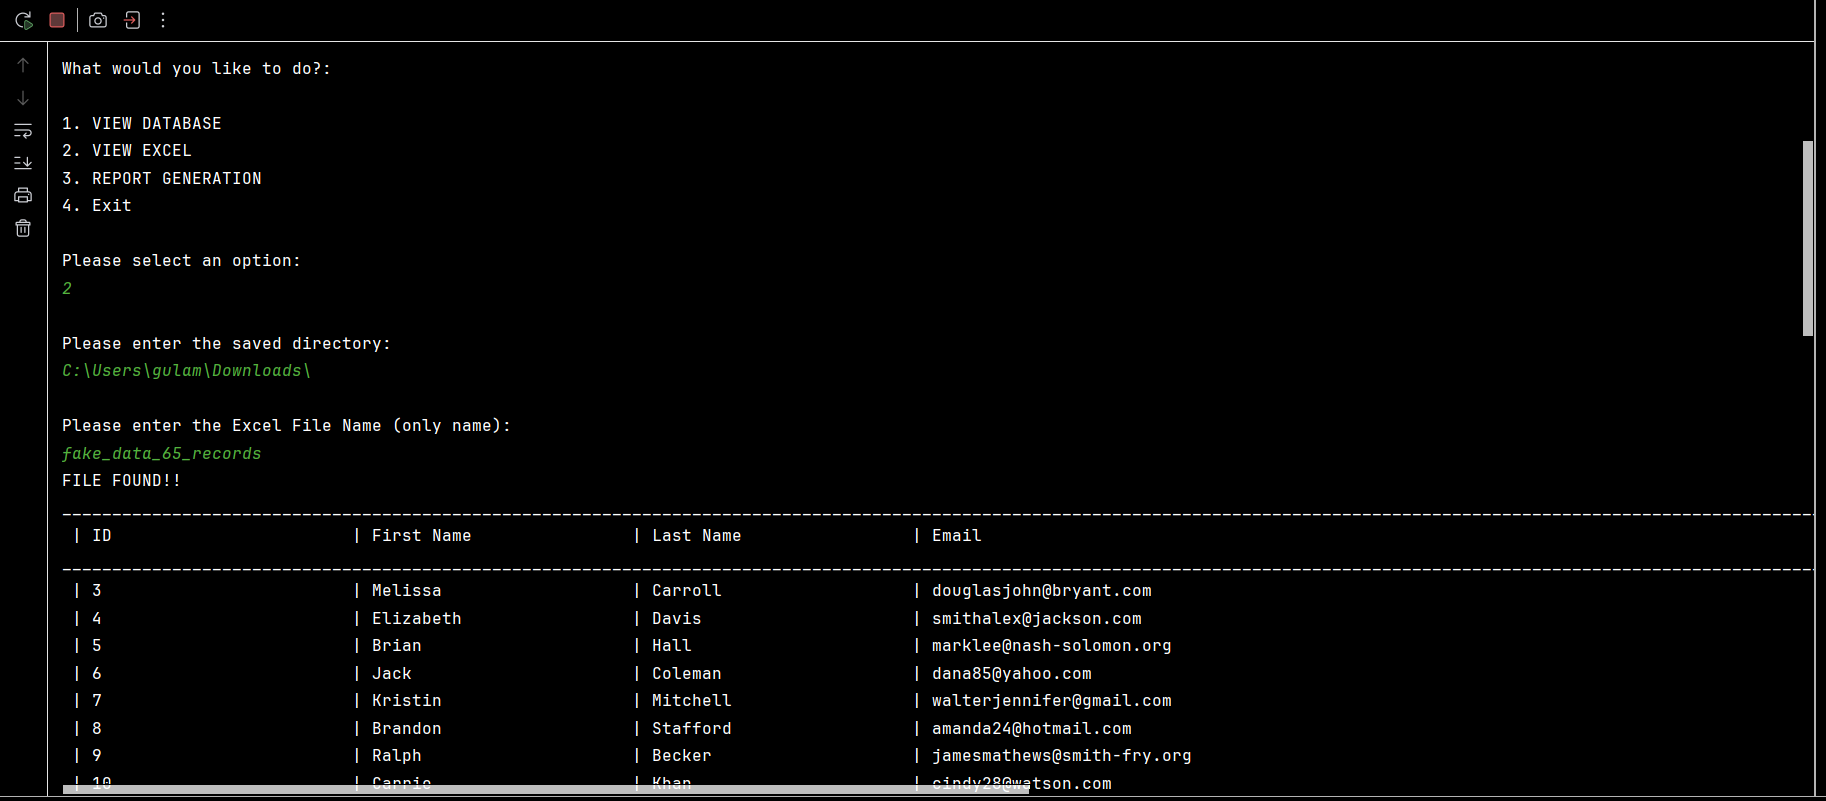 What would you like to do?:
1. VIEW DATABASE
2. VIEW EXCEL
3. REPORT GENERATION
4. Exit
Please select an option:
2
Please enter the saved directory:
C:\Users\gulam\Downloads\
Please enter the Excel File Name (only name):
fake_data_65_records
FILE FOUND!!
------------------------------------------------------------------------------------------------------------------------------------------------------------------------------
| ID | First Name | Last Name | Email
------------------------------------------------------------------------------------------------------------------------------------------------------------------------------
| 3 | Melissa | Carroll | douglasjohn@bryant.com
| 4 | Elizabeth | Davis | smithalex@jackson.com
| 5 | Brian | Hall | marklee@nash-solomon.org
| 6 | Jack | Coleman | dana85@yahoo.com
| 7 | Kristin | Mitchell | walterjennifer@gmail.com
| 8 | Brandon | Stafford | amanda24@hotmail.com
| 9 | Ralph | Becker | jamesmathews@smith-fry.org
| 10 | Carrie | Khan | cindy28@watson.com